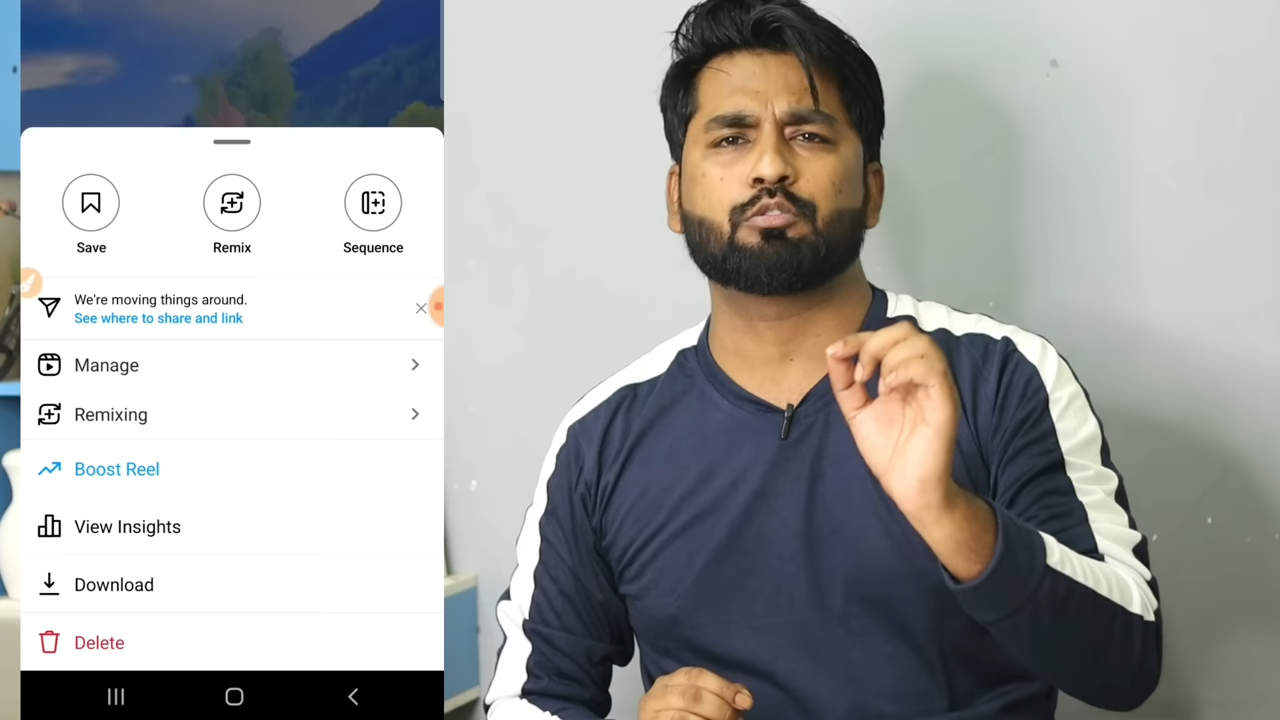 Save
Remix
Sequence
We're moving things around.
See where to share and link
Manage
Remixing
Boost Reel
View Insights
Download
Delete